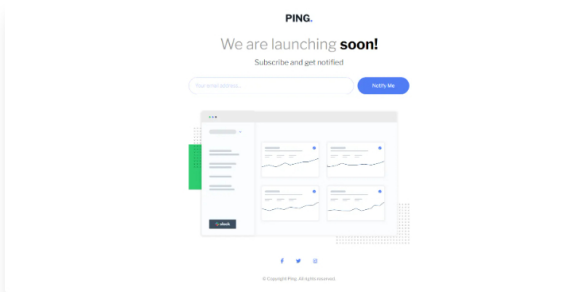 PING.
We are launching soon!
Subscribe and get notified
Your email address...
Notify Me
© Copyright Ping. All rights reserved.